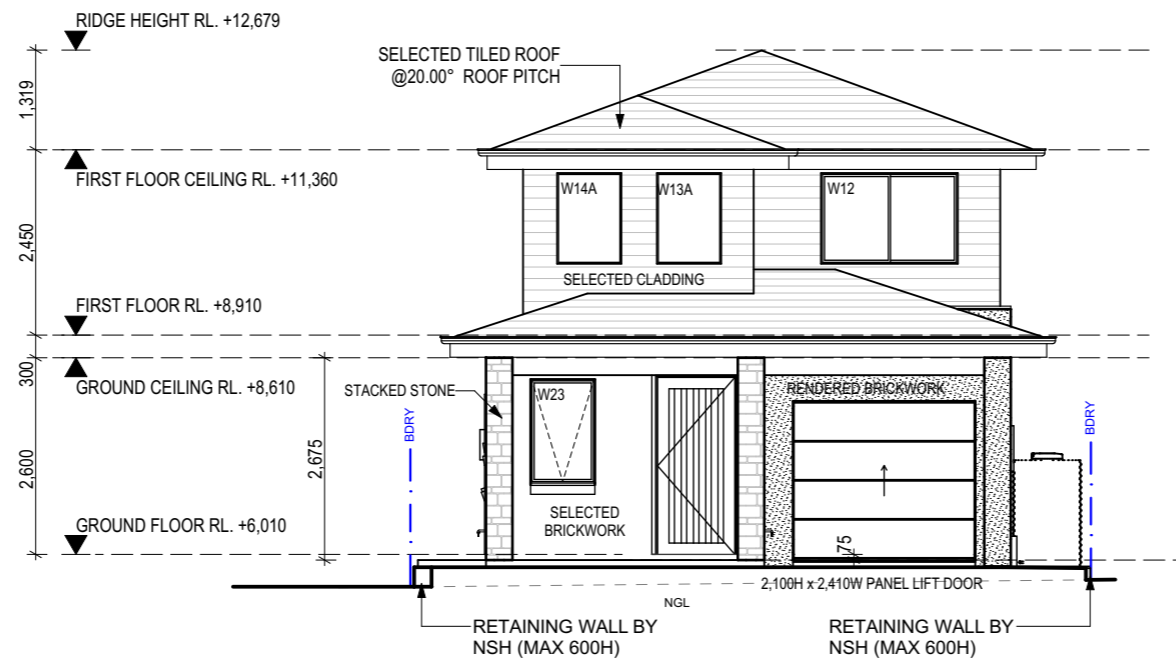 RIDGE HEIGHT RL. +12,679
SELECTED TILED ROOF
@20.00° ROOF PITCH
1,319
FIRST FLOOR CEILING RL. +11,360
W14A
W13A
W12
2,450
SELECTED CLADDING
FIRST FLOOR RL. +8,910
300
GROUND CEILING RL. +8,610
STACKED STONE
W23
RENDERED BRICKWORK
BDRY
BDRY
2,600
2,675
SELECTED
BRICKWORK
GROUND FLOOR RL. +6,010
75
2,100H x 2,410W PANEL LIFT DOOR
NGL
RETAINING WALL BY
NSH (MAX 600H)
RETAINING WALL BY
NSH (MAX 600H)